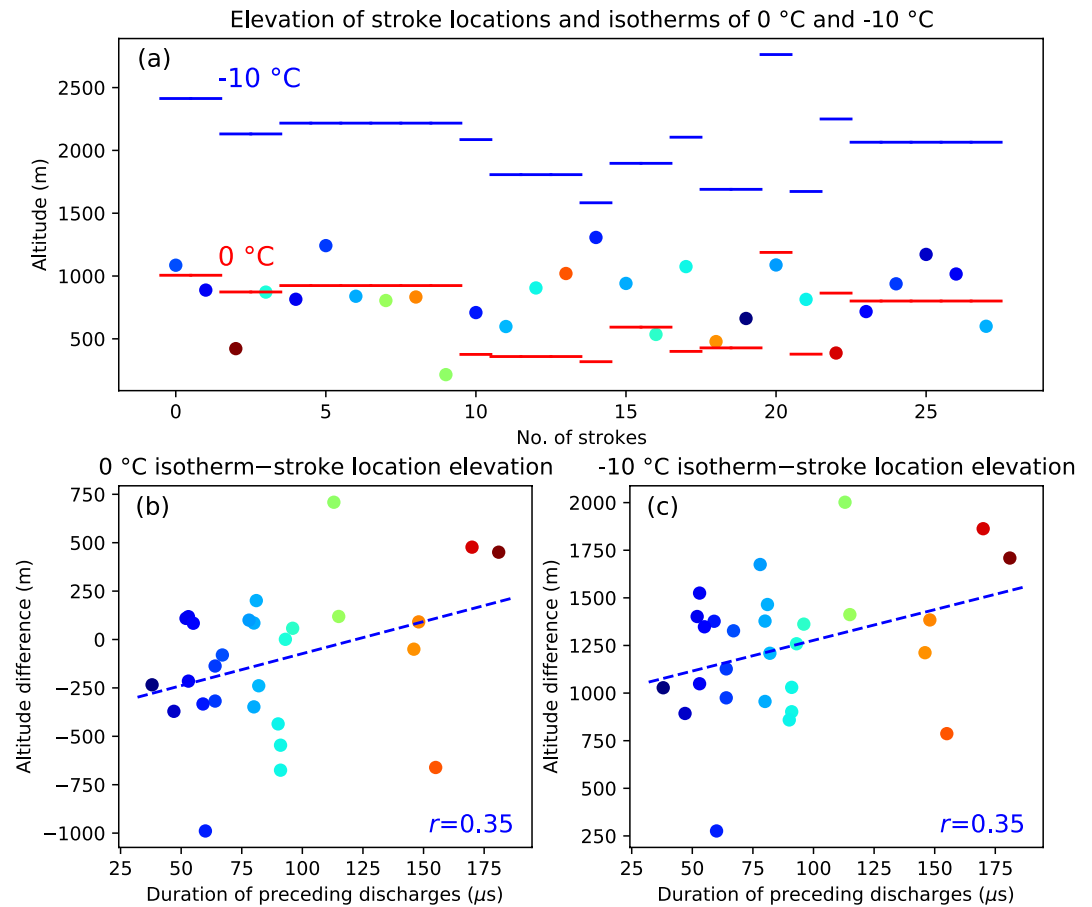 Elevation of stroke locations and isotherms of 0 °C and -10 °C
(a)
-10 °C
0 °C
Altitude (m)
2500
2000
1500
1000
500
0
5
10
15
20
25
No. of strokes
0 °C isotherm−stroke location elevation
(b)
Altitude difference (m)
750
500
250
0
−250
−500
−750
−1000
r=0.35
25
50
75
100
125
150
175
Duration of preceding discharges (μs)
-10 °C isotherm−stroke location elevation
(c)
Altitude difference (m)
2000
1750
1500
1250
1000
750
500
250
r=0.35
25
50
75
100
125
150
175
Duration of preceding discharges (μs)